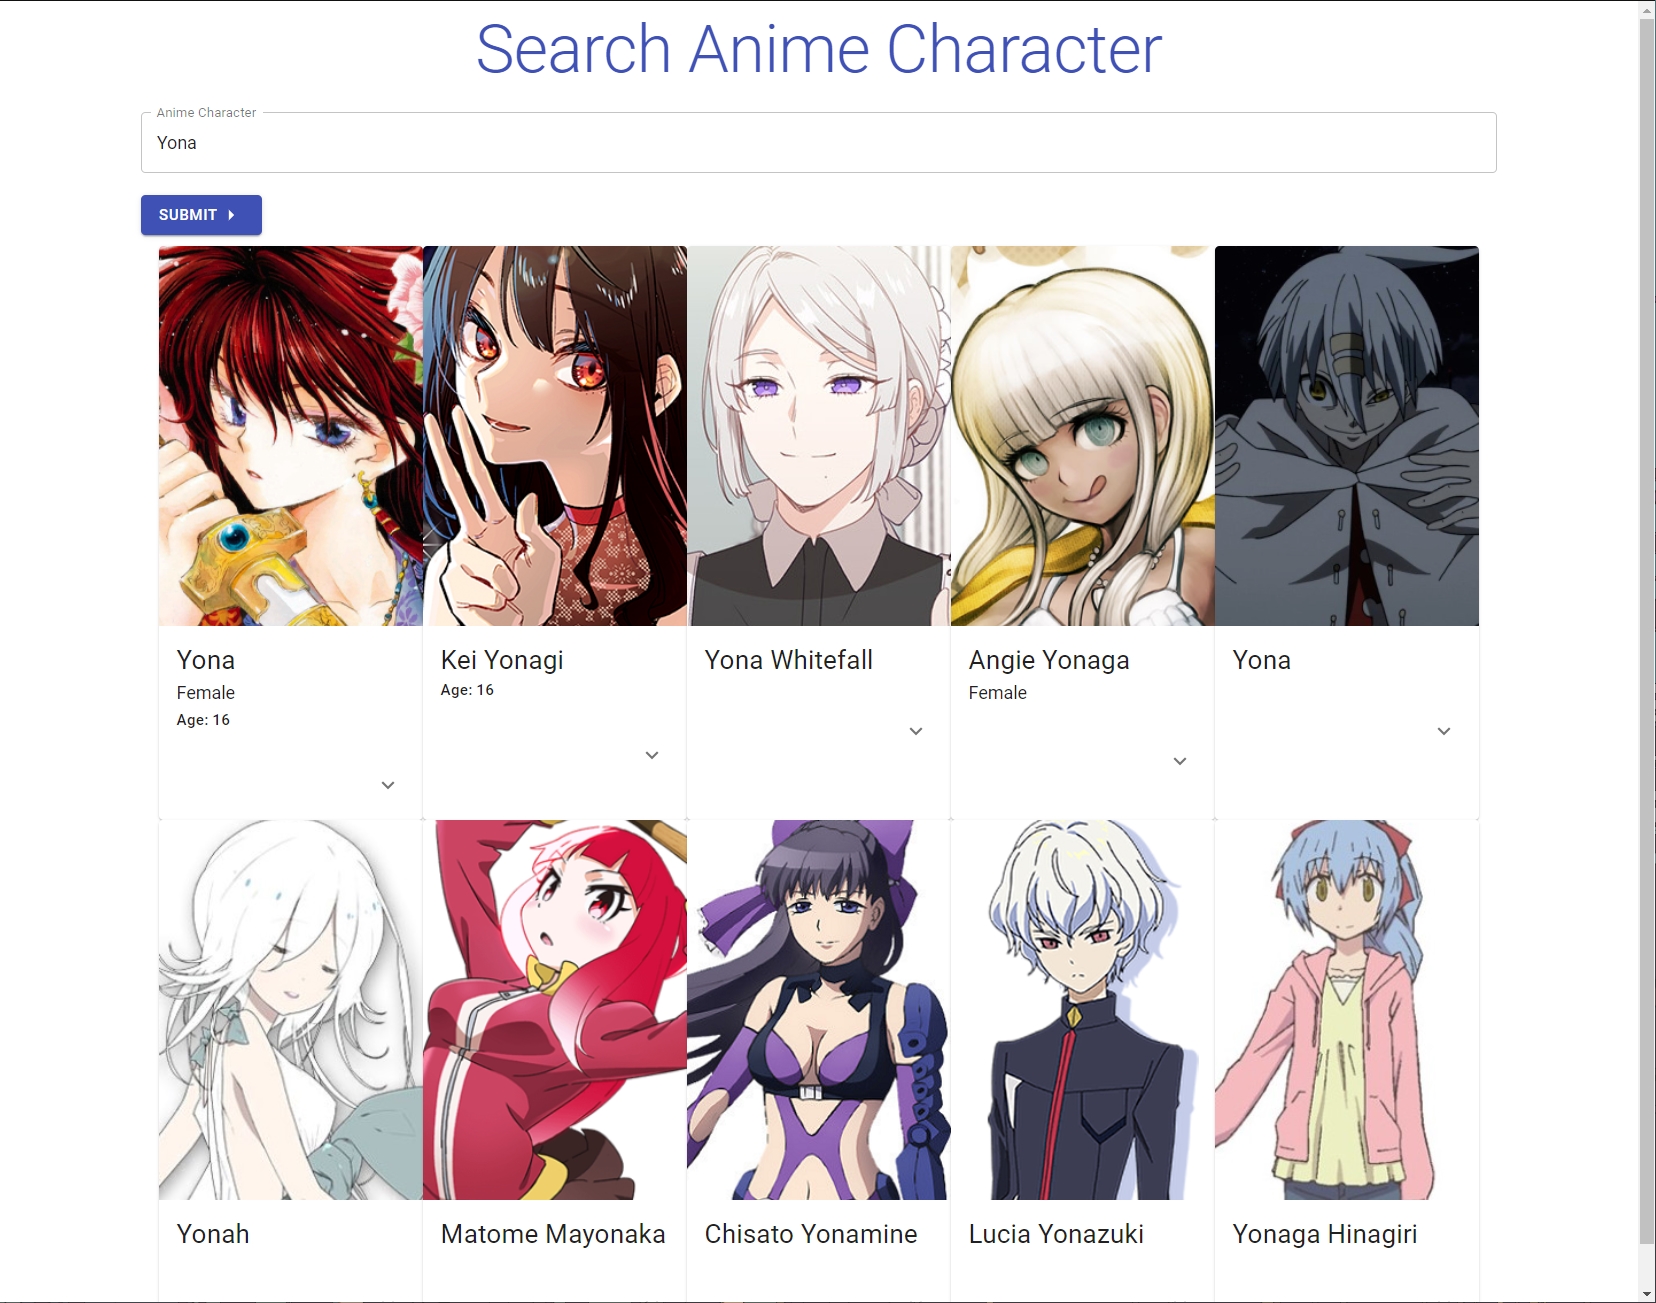 Search Anime Character
Anime Character
Yona
SUBMIT
Yona
Female
Age: 16
Kei Yonagi
Age: 16
Yona Whitefall
Angie Yonaga
Female
Yona
Yonah
Matome Mayonaka
Chisato Yonamine
Lucia Yonazuki
Yonaga Hinagiri